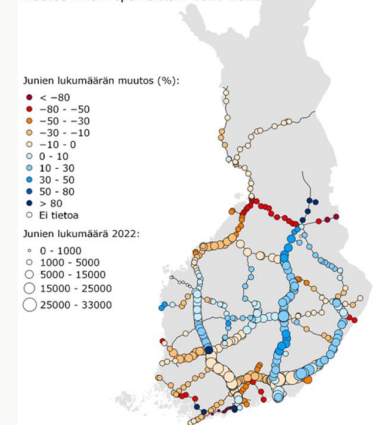 Junien lukumäärän muutos (%):
< −80
−80 - −50
−50 - −30
−30 - −10
−10 - 0
0 - 10
10 - 30
30 - 50
50 - 80
> 80
Ei tietoa
Junien lukumäärä 2022:
0 - 1000
1000 - 5000
5000 - 15000
15000 - 25000
25000 - 33000